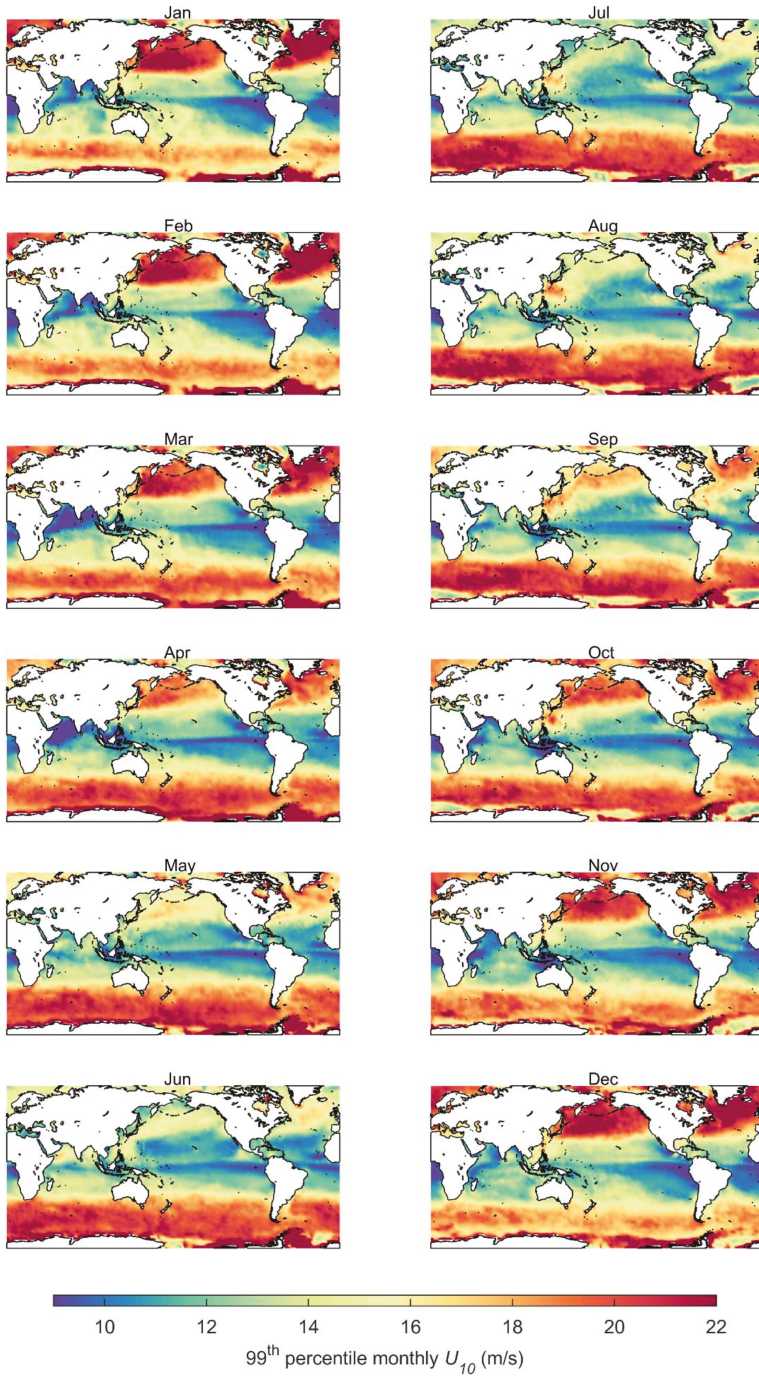 Jan
Jul
Feb
Aug
Mar
Sep
Apr
Oct
May
Nov
Jun
Dec
10 12 14 16 18 20 22
99th percentile monthly U10 (m/s)